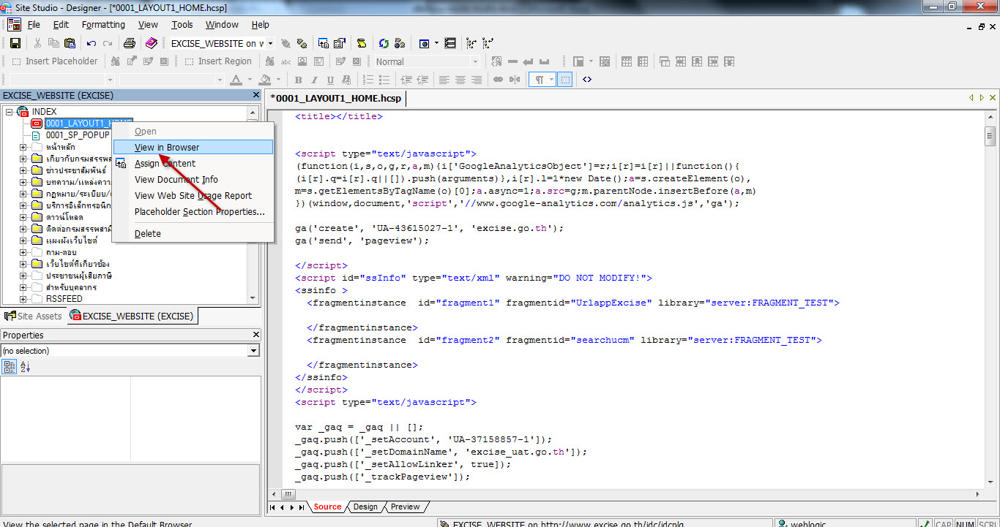 Site Studio - Designer - [*0001_LAYOUT1_HOME.hcsp]
File Edit Formatting View Tools Window Help
EXCISE_WEBSITE on
Insert Placeholder Insert Region abc Normal
B I U
EXCISE_WEBSITE (EXCISE)
*0001_LAYOUT1_HOME.hcsp
INDEX
0001_LAYOUT1_HOME
0001_SP_POPUP
หน้าหลัก
เกี่ยวกับกรมสรรพส
ข่าวประชาสัมพันธ์
บทความ/แหล่งความ
กฎหมาย/ระเบียบ/
บริการอิเล็กทรอนิก
ดาวน์โหลด
ติดต่อกรมสรรพสามิ
แผงผังเว็บไซต์
ถาม-ตอบ
เว็บไซต์ที่เกี่ยวข้อง
ประชาชนผู้เสียภาษี
สำหรับบุคลากร
RSSFEED
Open
View in Browser
Assign Content
View Document Info
View Web Site Usage Report
Placeholder Section Properties...
Delete
Site Assets EXCISE_WEBSITE (EXCISE)
Properties
(no selection)
<title></title>
<script type="text/javascript">
(function(i,s,o,g,r,a,m){i['GoogleAnalyticsObject']=r;i[r]=i[r]||function(){
(i[r].q=i[r].q||[]).push(arguments)},i[r].l=1*new Date();a=s.createElement(o),
m=s.getElementsByTagName(o)[0];a.async=1;a.src=g;m.parentNode.insertBefore(a,m)
})(window,document,'script','//www.google-analytics.com/analytics.js','ga');
ga('create', 'UA-43615027-1', 'excise.go.th');
ga('send', 'pageview');
</script>
<script id="ssInfo" type="text/xml" warning="DO NOT MODIFY!">
<ssinfo >
<fragmentinstance id="fragment1" fragmentid="UrlappExcise" library="server:FRAGMENT_TEST">
</fragmentinstance>
<fragmentinstance id="fragment2" fragmentid="searchucm" library="server:FRAGMENT_TEST">
</fragmentinstance>
</ssinfo>
</script>
<script type="text/javascript">
var _gaq = _gaq || [];
_gaq.push(['_setAccount', 'UA-37158857-1']);
_gaq.push(['_setDomainName', 'excise_uat.go.th']);
_gaq.push(['_setAllowLinker', true]);
_gaq.push(['_trackPageview']);
Source Design Preview
View the selected page in the Default Browser
EXCISE_WEBSITE on http://www.excise.go.th/idc/idcplg
weblogic
CAP NUM SCRL